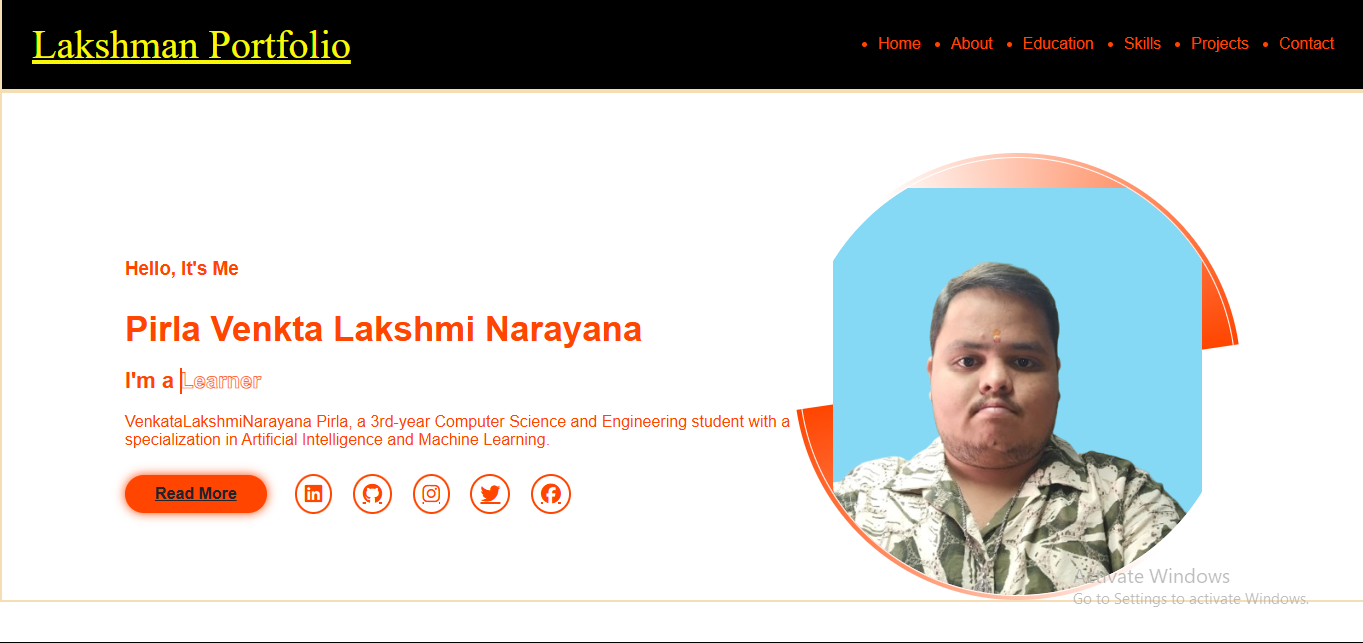 Lakshman Portfolio
Home About Education Skills Projects Contact
Hello, It's Me
Pirla Venkta Lakshmi Narayana
I'm a Learner
VenkataLakshmiNarayana Pirla, a 3rd-year Computer Science and Engineering student with a
specialization in Artificial Intelligence and Machine Learning.
Read More
Activate Windows
Go to Settings to activate Windows.